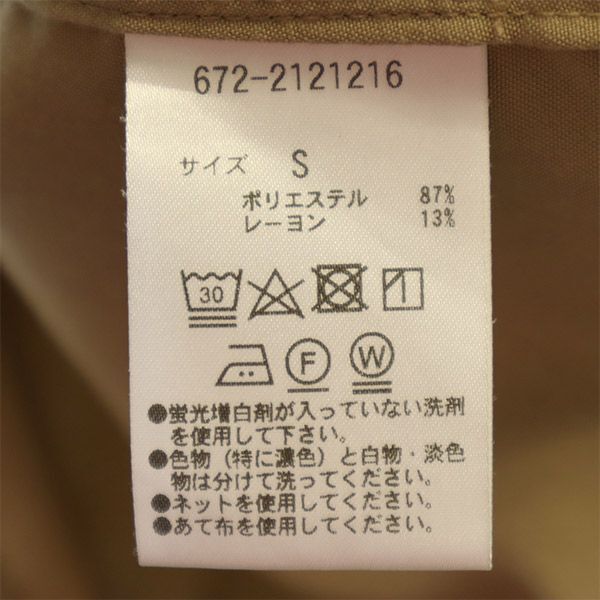 672-2121216
サイズ S
ポリエステル 87%
レーヨン 13%
30
F W
●蛍光増白剤が入っていない洗剤
を使用して下さい。
●色物（特に濃色）と白物・淡色
物は分けて洗ってください。
●ネットを使用してください。
●あて布を使用してください。